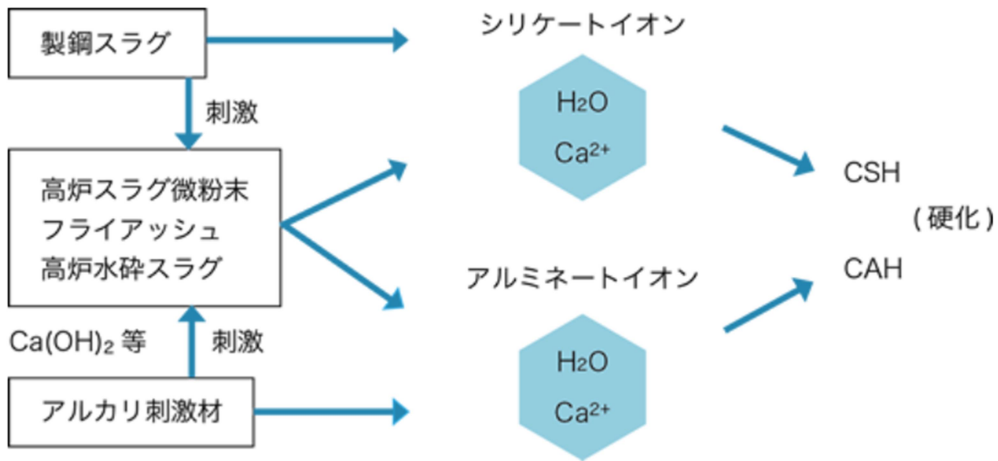 製鋼スラグ
刺激
高炉スラグ微粉末
フライアッシュ
高炉水砕スラグ
Ca(OH)₂ 等
刺激
アルカリ刺激材
シリケートイオン
H₂O
Ca²⁺
アルミネートイオン
H₂O
Ca²⁺
CSH
(硬化)
CAH